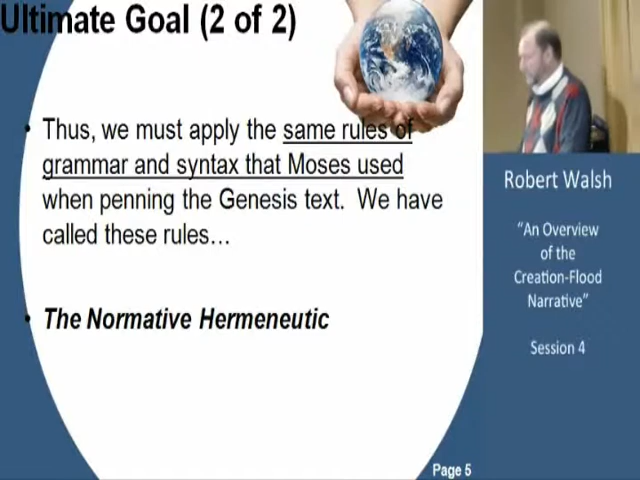 Ultimate Goal (2 of 2)
• Thus, we must apply the same rules of
grammar and syntax that Moses used
when penning the Genesis text. We have
called these rules…
• The Normative Hermeneutic
Page 5
Robert Walsh
“An Overview
of the
Creation-Flood
Narrative”
Session 4